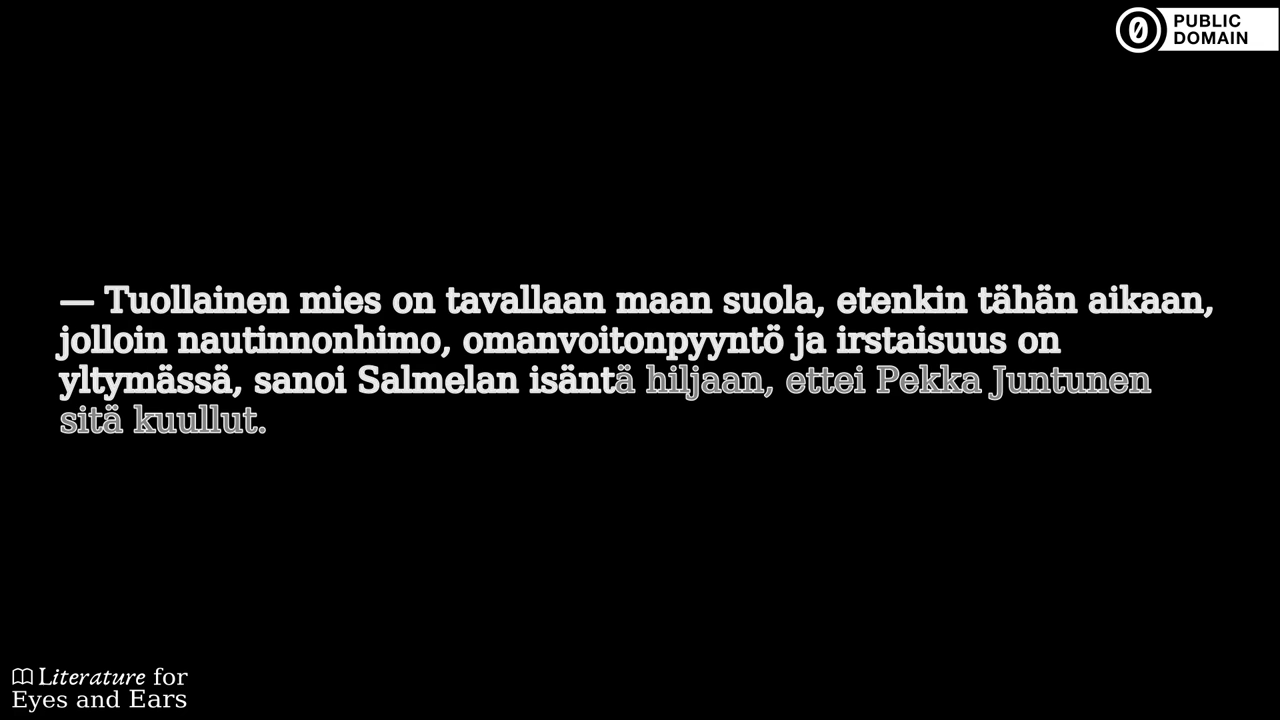 PUBLIC
DOMAIN
— Tuollainen mies on tavallaan maan suola, etenkin tähän aikaan,
jolloin nautinnonhimo, omanvoitonpyyntö ja irstaisuus on
yltymässä, sanoi Salmelan isäntä hiljaan, ettei Pekka Juntunen
sitä kuullut.
Literature for
Eyes and Ears